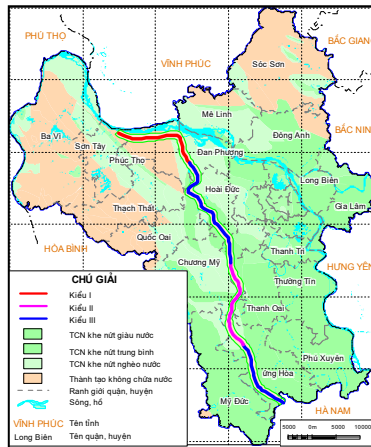 PHÚ THỌ
BẮC GIANG
VĨNH PHÚC
Sóc Sơn
Mê Linh
BẮC NINH
Ba Vì
Đông Anh
Sơn Tây
Phúc Thọ
Đan Phượng
Long Biên
Hoài Đức
Gia Lâm
Thạch Thất
Quốc Oai
Thanh Trì
HÒA BÌNH
Chương Mỹ
HƯNG YÊN
Thường Tín
Thanh Oai
Phú Xuyên
ứng Hòa
Mỹ Đức
HÀ NAM
CHÚ GIẢI
Kiểu I
Kiểu II
Kiểu III
TCN khe nứt giàu nước
TCN khe nứt trung bình
TCN khe nứt nghèo nước
Thành tạo không chứa nước
Ranh giới quận, huyện
Sông, hồ
VĨNH PHÚC Tên tỉnh
Long Biên Tên quận, huyện
5000 0 5000 10000
m